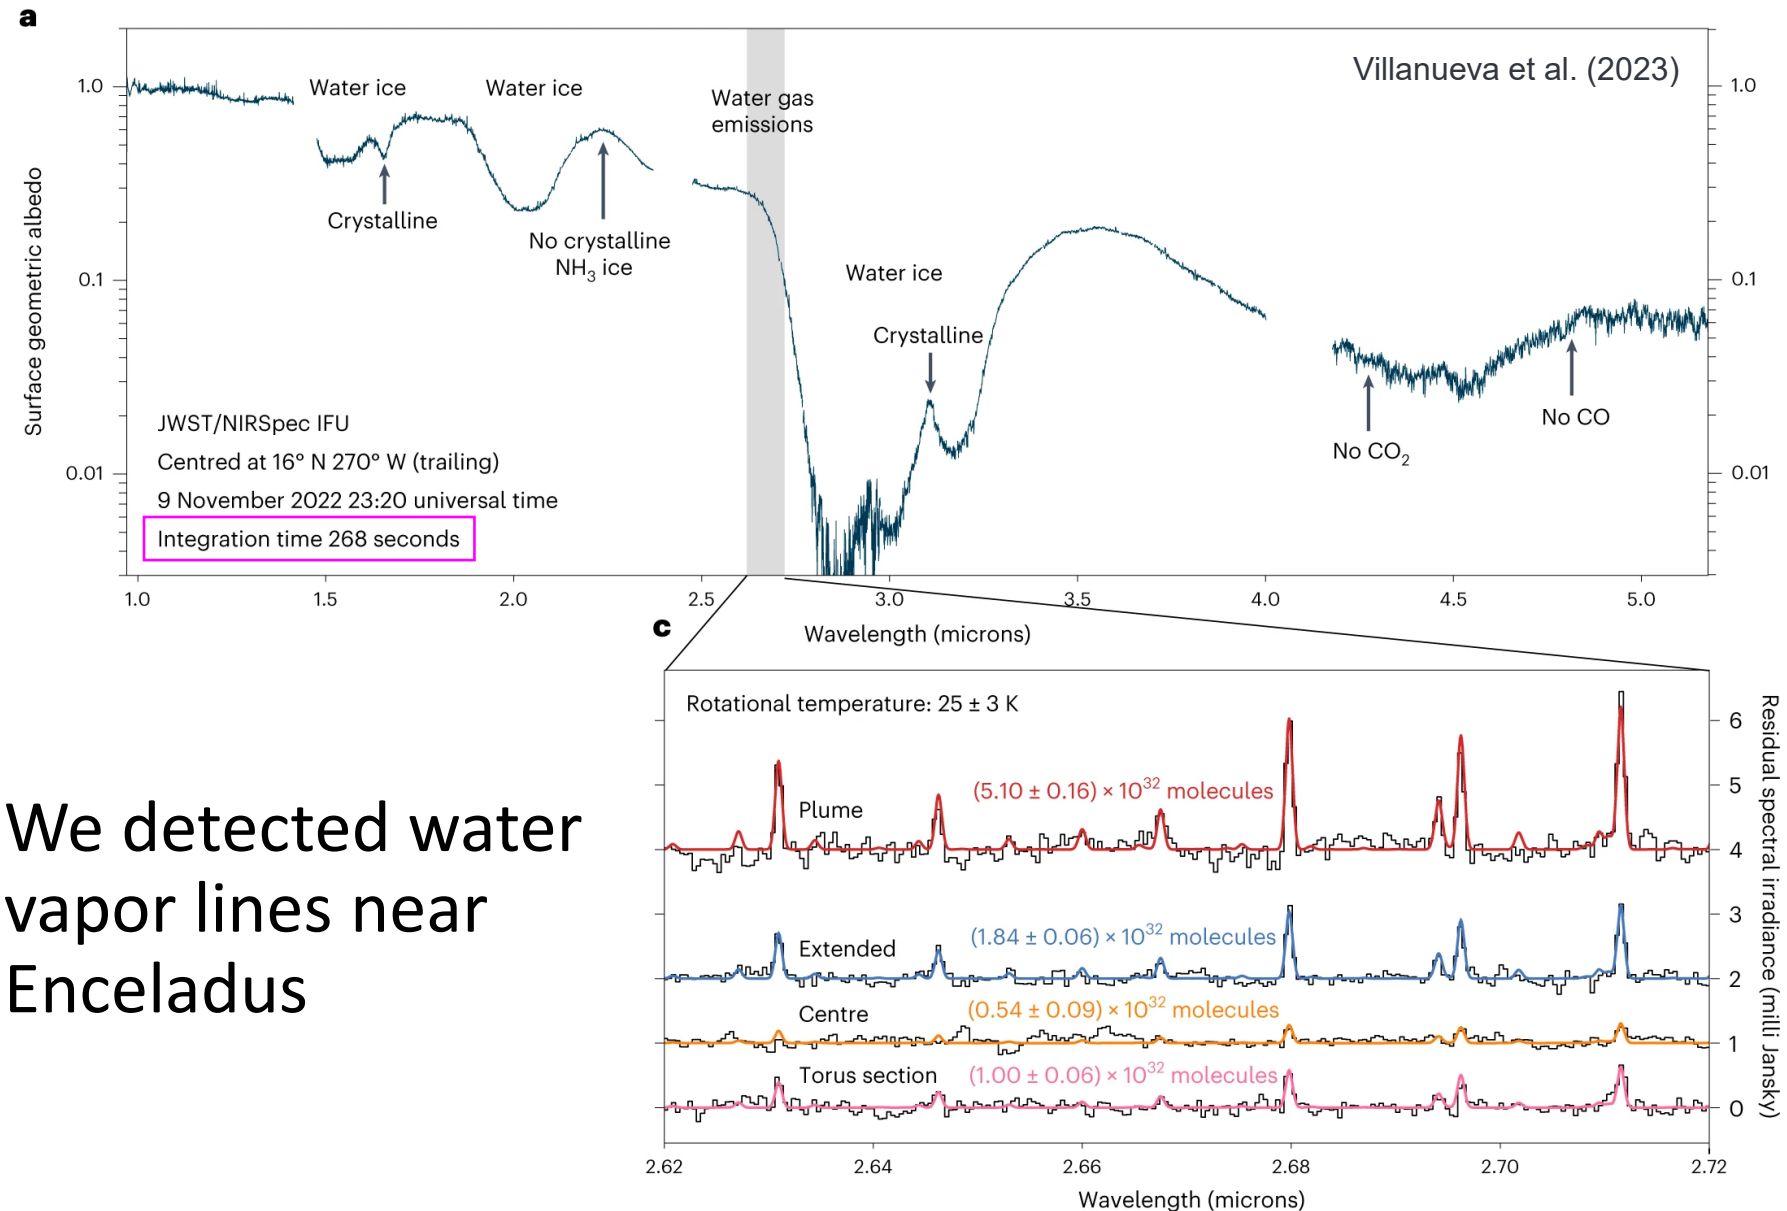 a
Villanueva et al. (2023)
Surface geometric albedo
1.0
0.1
0.01
1.0
0.1
0.01
Water ice
Water ice
Water gas
emissions
Crystalline
No crystalline
NH3 ice
Water ice
Crystalline
No CO2
No CO
JWST/NIRSpec IFU
Centred at 16° N 270° W (trailing)
9 November 2022 23:20 universal time
Integration time 268 seconds
1.0 1.5 2.0 2.5 3.0 3.5 4.0 4.5 5.0
Wavelength (microns)
We detected water
vapor lines near
Enceladus
c
Rotational temperature: 25 ± 3 K
Plume
(5.10 ± 0.16) × 10^32 molecules
Extended
(1.84 ± 0.06) × 10^32 molecules
Centre
(0.54 ± 0.09) × 10^32 molecules
Torus section
(1.00 ± 0.06) × 10^32 molecules
6
5
4
3
2
1
0
Residual spectral irradiance (milli Jansky)
2.62 2.64 2.66 2.68 2.70 2.72
Wavelength (microns)